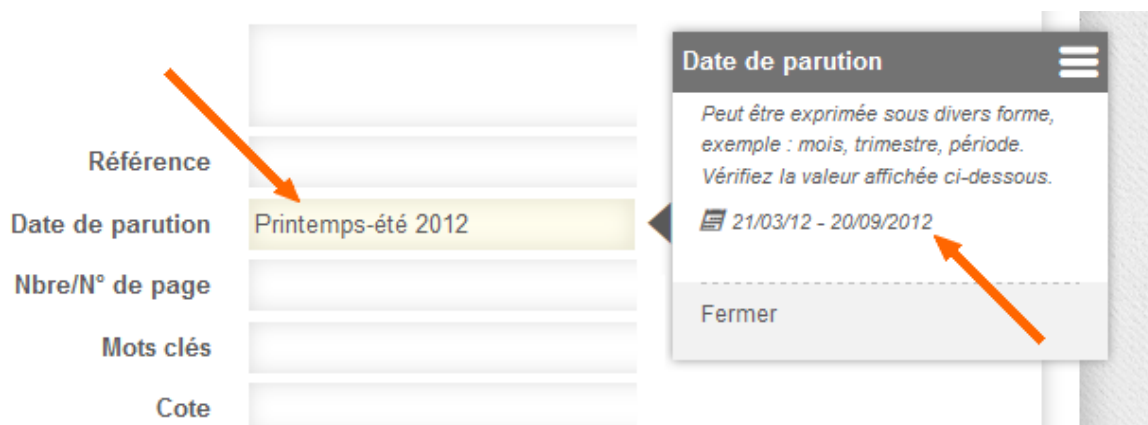 Référence
Date de parution Printemps-été 2012
Nbre/N° de page
Mots clés
Cote
Date de parution
Peut être exprimée sous divers forme,
exemple : mois, trimestre, période.
Vérifiez la valeur affichée ci-dessous.
21/03/12 - 20/09/2012
Fermer